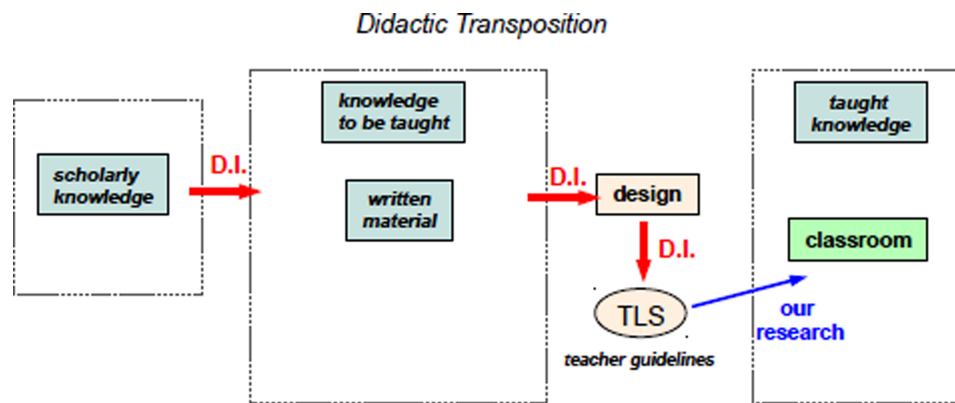 Didactic Transposition
scholarly
knowledge
D.I.
knowledge
to be taught
written
material
D.I.
design
D.I.
TLS
teacher guidelines
our
research
taught
knowledge
classroom